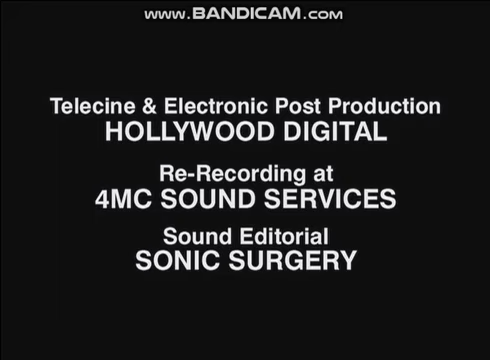 www.BANDICAM.com
Telecine & Electronic Post Production
HOLLYWOOD DIGITAL
Re-Recording at
4MC SOUND SERVICES
Sound Editorial
SONIC SURGERY